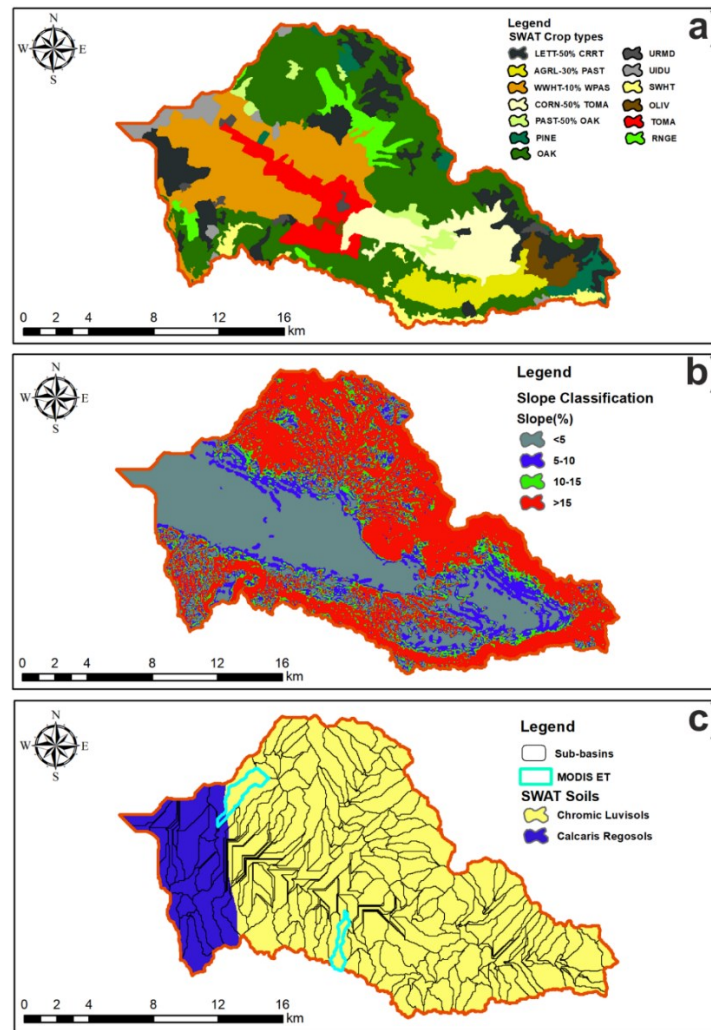 a
N
W E
S
Legend
SWAT Crop types
LETT-50% CRRT
AGRL-30% PAST
WWHT-10% WPAS
CORN-50% TOMA
PAST-50% OAK
PINE
OAK
URMD
UIDU
SWHT
OLIV
TOMA
RNGE
0 2 4 8 12 16
km
b
N
W E
S
Legend
Slope Classification
Slope(%)
<5
5-10
10-15
>15
0 2 4 8 12 16
km
c
N
W E
S
Legend
Sub-basins
MODIS ET
SWAT Soils
Chromic Luvisols
Calcaris Regosols
0 2 4 8 12 16
km